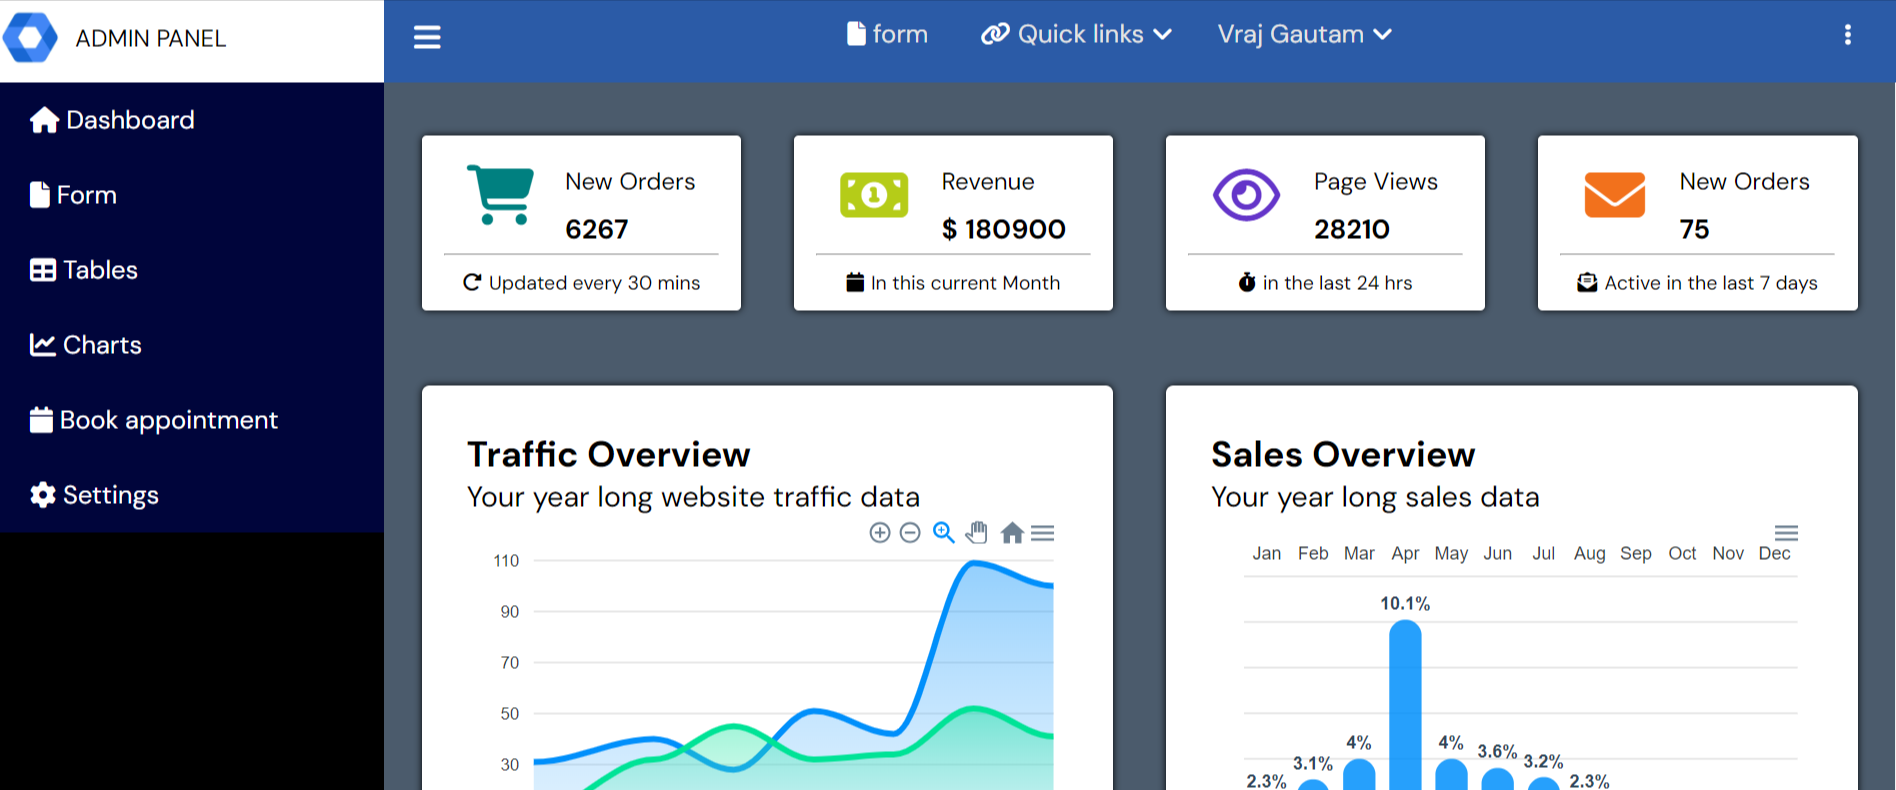 ADMIN PANEL
form
Quick links
Vraj Gautam
Dashboard
Form
Tables
Charts
Book appointment
Settings
New Orders
6267
Updated every 30 mins
Revenue
$ 180900
In this current Month
Page Views
28210
in the last 24 hrs
New Orders
75
Active in the last 7 days
Traffic Overview
Your year long website traffic data
110
90
70
50
30
Sales Overview
Your year long sales data
Jan Feb Mar Apr May Jun Jul Aug Sep Oct Nov Dec
10.1%
4% 4% 3.6% 3.2%
2.3% 3.1% 2.3%